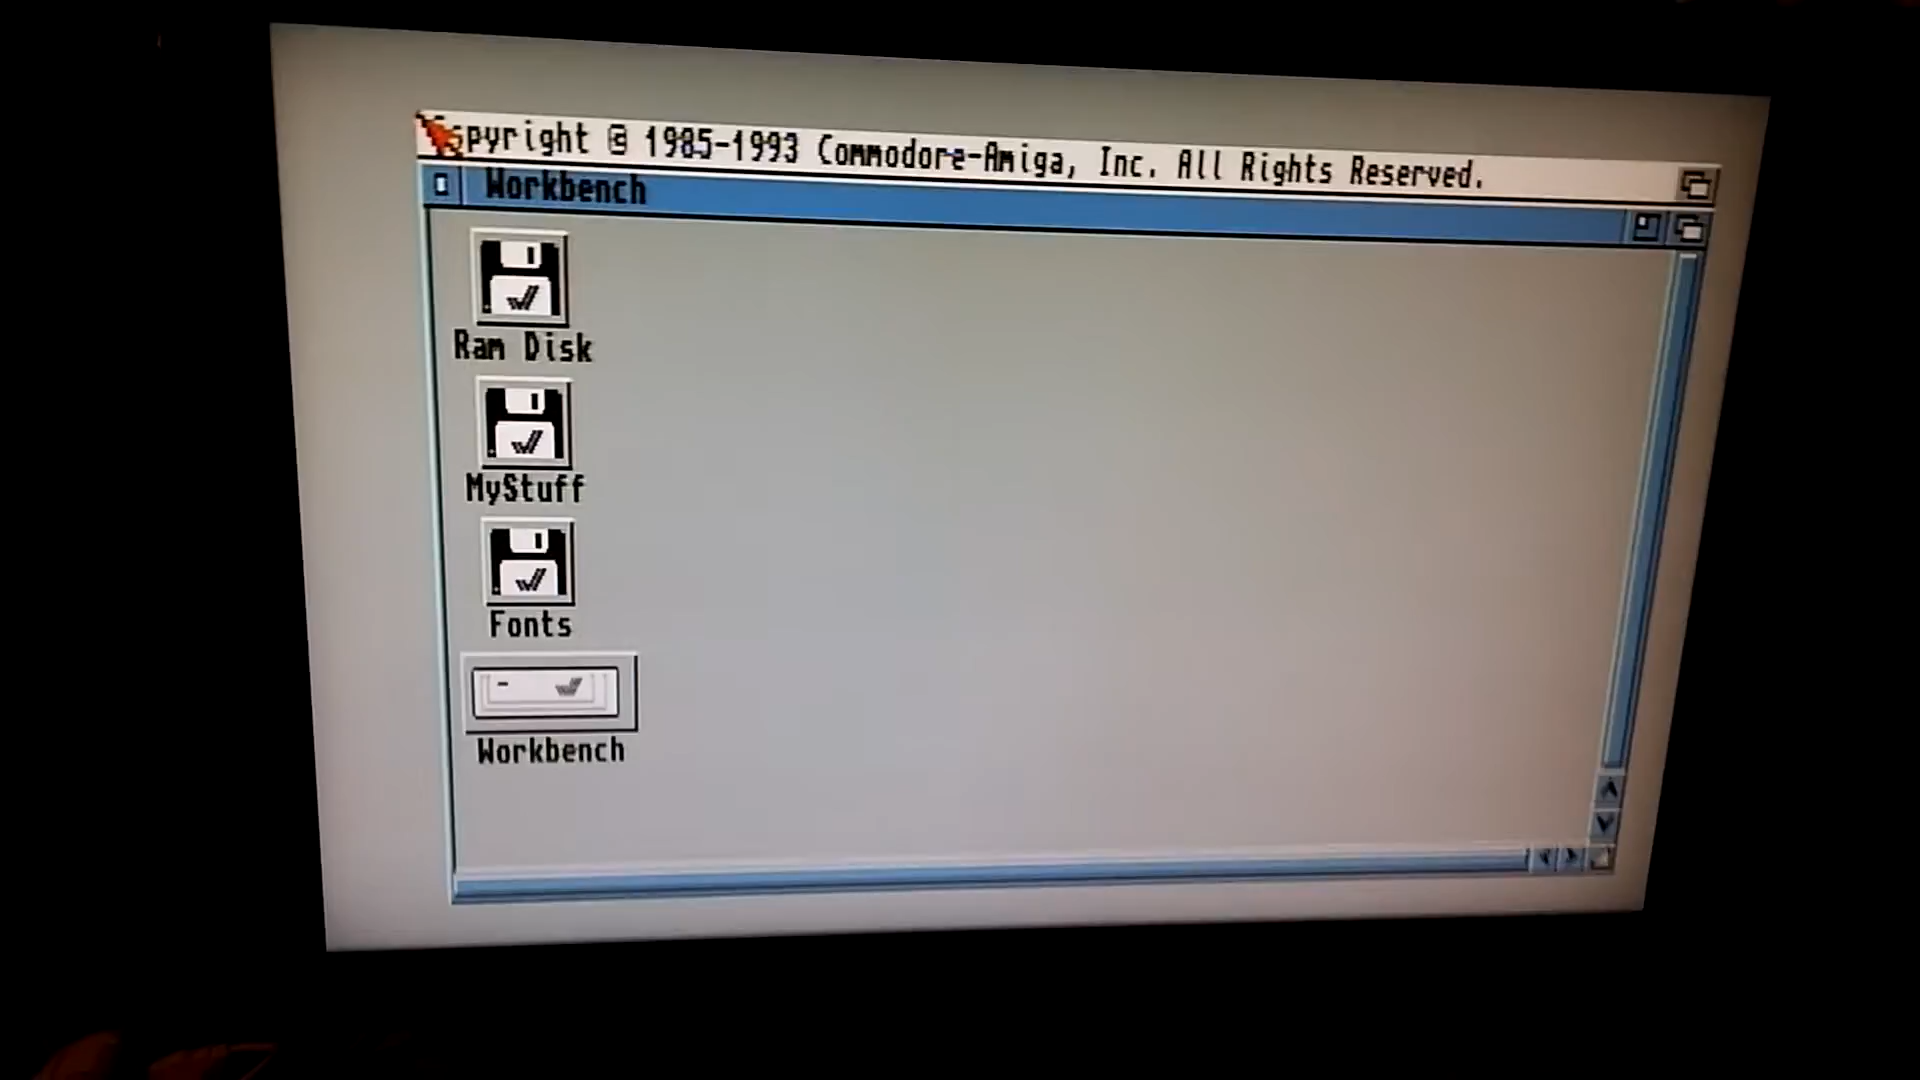 pyright © 1985-1993 Commodore-Amiga, Inc. All Rights Reserved.
Workbench
Ram Disk
MyStuff
Fonts
Workbench